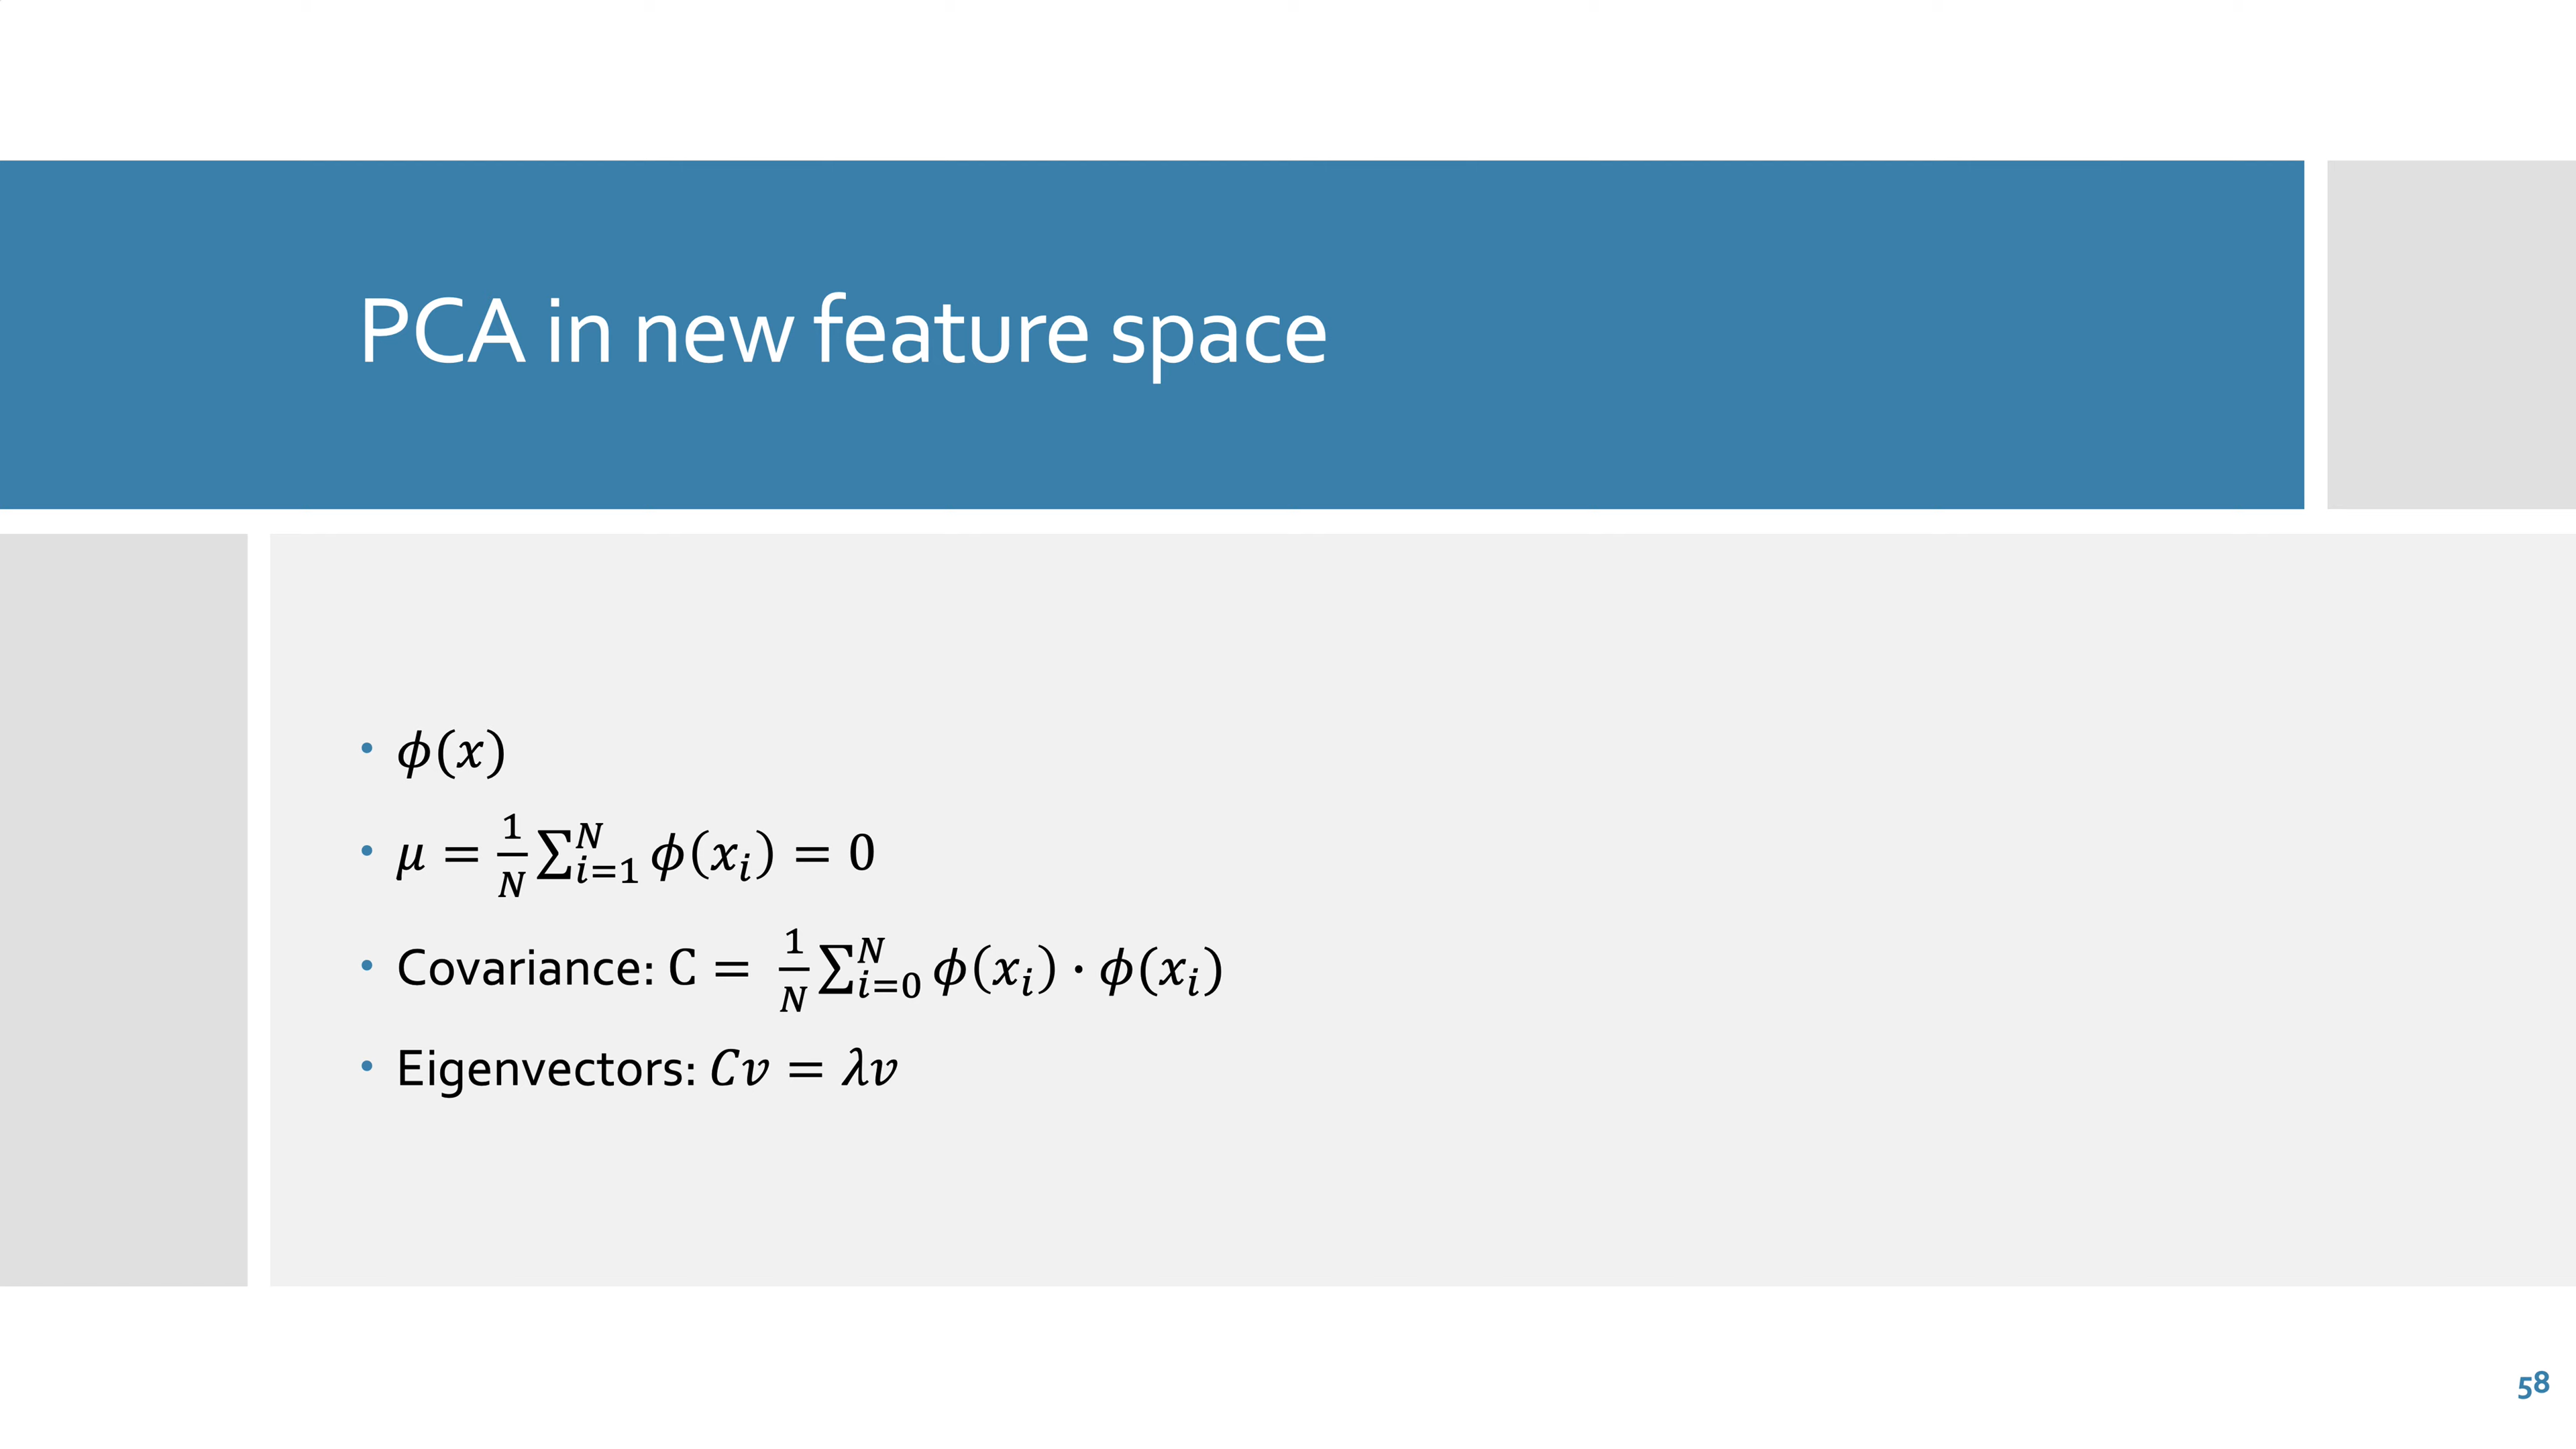 PCA in new feature space
• ϕ(x)
• μ = 1/N ∑_{i=1}^{N} ϕ(x_i) = 0
• Covariance: C = 1/N ∑_{i=0}^{N} ϕ(x_i) · ϕ(x_i)
• Eigenvectors: Cv = λv
58